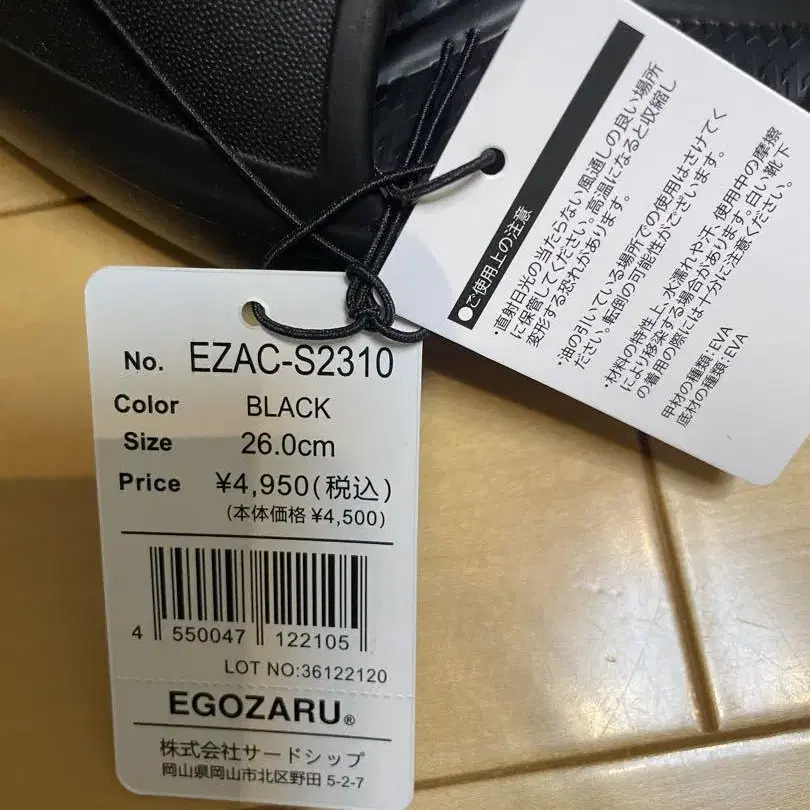 No. EZAC-S2310
Color BLACK
Size 26.0cm
Price ¥4,950(税込)
(本体価格 ¥4,500)
4 550047 122105
LOT NO:36122120
EGOZARU®
株式会社サードシップ
岡山県岡山市北区野田 5-2-7
●ご使用上の注意
・直射日光の当たらない風通しの良い場所
に保管してください。高温になると収縮し
変形する恐れがあります。
・油の引いている場所での使用はさけてく
ださい。転倒の可能性がございます。
・材料の特性上、水濡れや汗、使用中の摩擦
により移染する場合があります。白い靴下
の着用の際には十分に注意ください。
甲材の種類：EVA
底材の種類：EVA